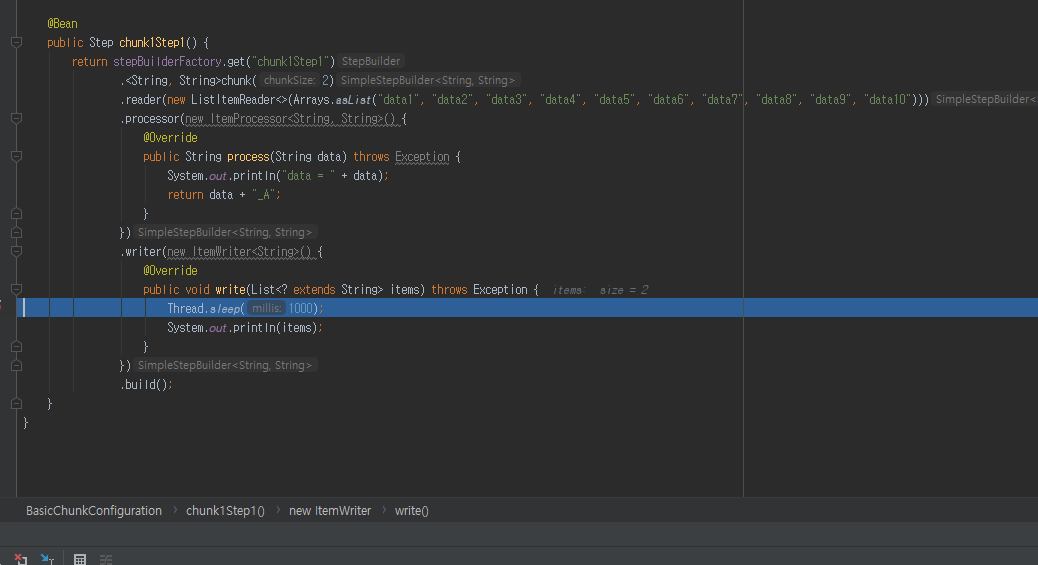 @Bean
public Step chunk1Step1() {
return stepBuilderFactory.get("chunk1Step1") StepBuilder
.<String, String>chunk( chunkSize: 2) SimpleStepBuilder<String, String>
.reader(new ListItemReader<>(Arrays.asList("data1", "data2", "data3", "data4", "data5", "data6", "data7", "data8", "data9", "data10"))) SimpleStepBuilder<
.processor(new ItemProcessor<String, String>() {
@Override
public String process(String data) throws Exception {
System.out.println("data = " + data);
return data + "_A";
}
}) SimpleStepBuilder<String, String>
.writer(new ItemWriter<String>() {
@Override
public void write(List<? extends String> items) throws Exception { items: size = 2
Thread.sleep( millis: 1000);
System.out.println(items);
}
}) SimpleStepBuilder<String, String>
.build();
}
}
BasicChunkConfiguration › chunk1Step1() › new ItemWriter › write()